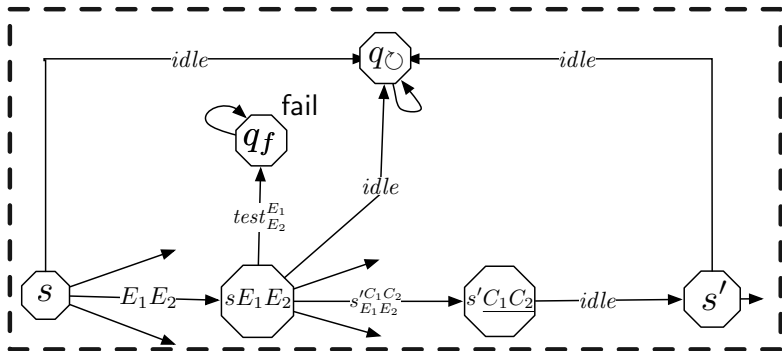 idle q↻ idle
fail
q_f
idle
test^{E_1}_{E_2}
s E_1E_2 sE_1E_2 s'^{C_1C_2}_{E_1E_2} s'C_1C_2 idle s'